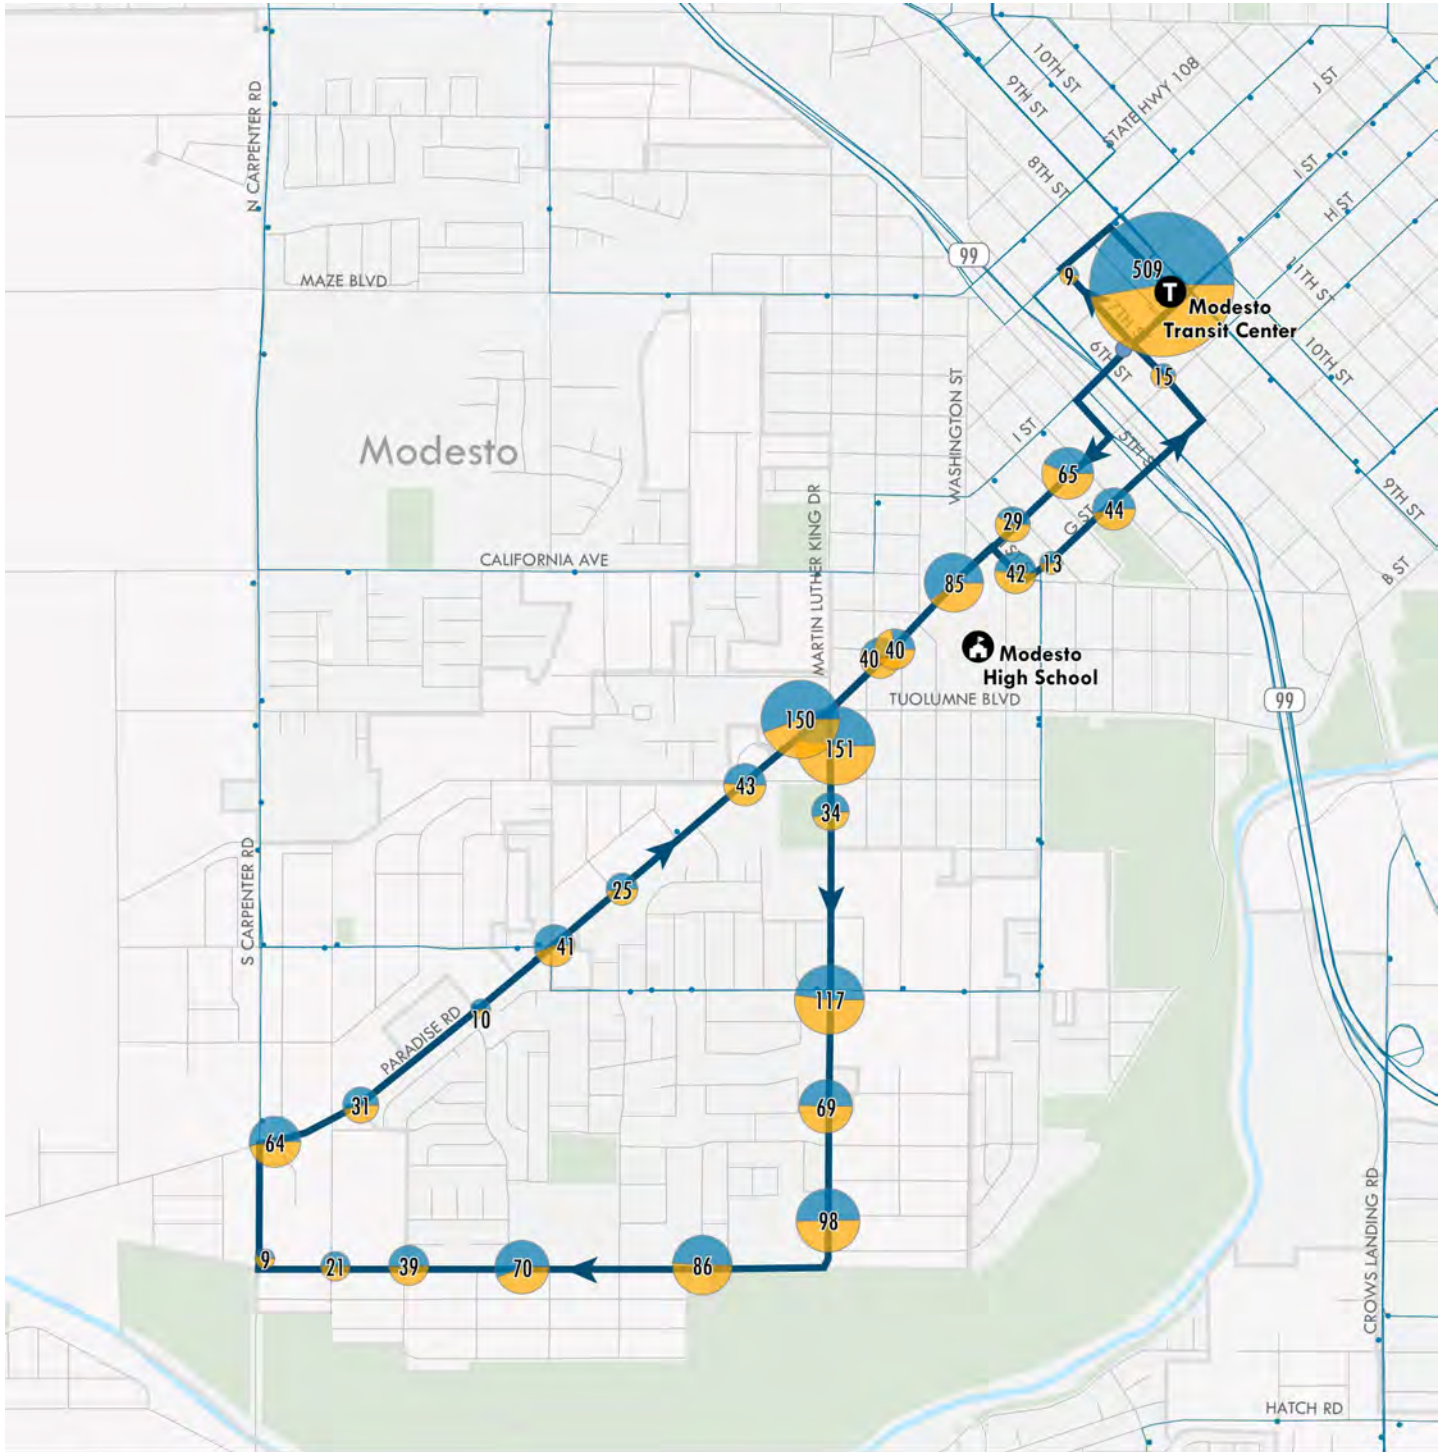 10TH ST
9TH ST
STATE HWY 108
J ST
N CARPENTER RD
8TH ST
I ST
H ST
99
11TH ST
MAZE BLVD
9
509
T
Modesto
Transit Center
6TH ST
15
10TH ST
WASHINGTON ST
I ST
Modesto
MARTIN LUTHER KING DR
65
9TH ST
29
G ST
44
CALIFORNIA AVE
42
13
85
B ST
40
40
Modesto
High School
TUOLUMNE BLVD
99
150
151
43
34
S CARPENTER RD
25
41
117
10
PARADISE RD
31
69
64
98
CROWS LANDING RD
9
21
39
70
86
HATCH RD